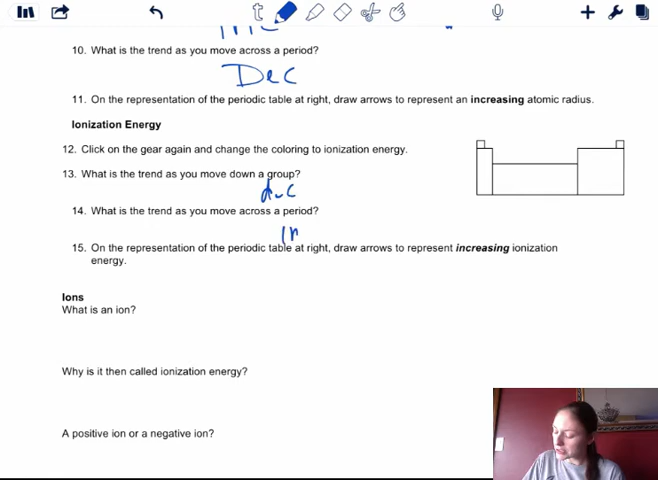 t
Inc
10. What is the trend as you move across a period?
Dec
11. On the representation of the periodic table at right, draw arrows to represent an increasing atomic radius.
Ionization Energy
12. Click on the gear again and change the coloring to ionization energy.
13. What is the trend as you move down a group?
dec
14. What is the trend as you move across a period?
In
15. On the representation of the periodic table at right, draw arrows to represent increasing ionization
energy.
Ions
What is an ion?
Why is it then called ionization energy?
A positive ion or a negative ion?